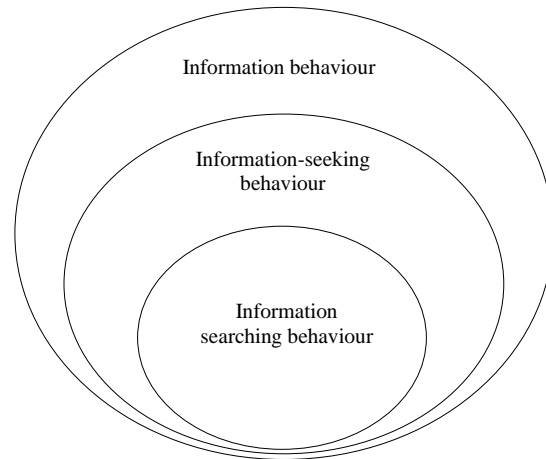 Information behaviour
Information-seeking
behaviour
Information
searching behaviour